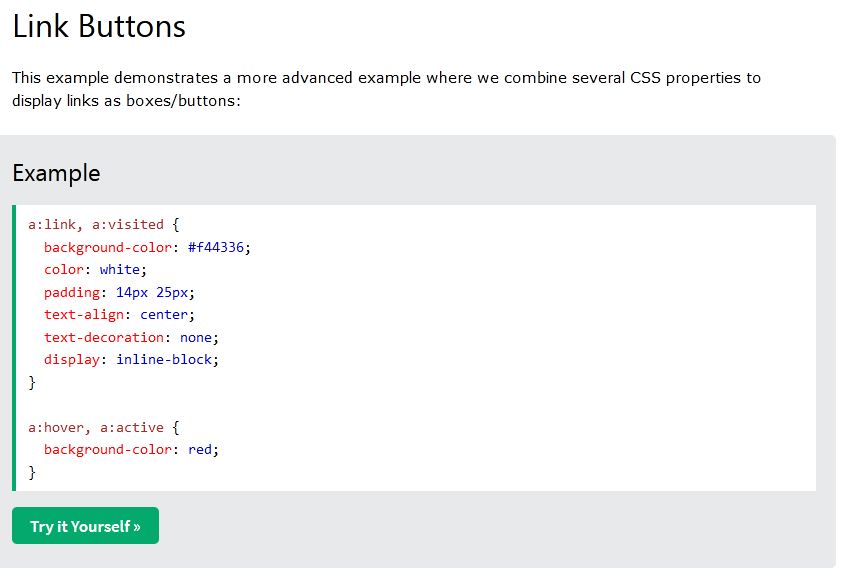 Link Buttons
This example demonstrates a more advanced example where we combine several CSS properties to
display links as boxes/buttons:
Example
a:link, a:visited {
  background-color: #f44336;
  color: white;
  padding: 14px 25px;
  text-align: center;
  text-decoration: none;
  display: inline-block;
}

a:hover, a:active {
  background-color: red;
}
Try it Yourself »